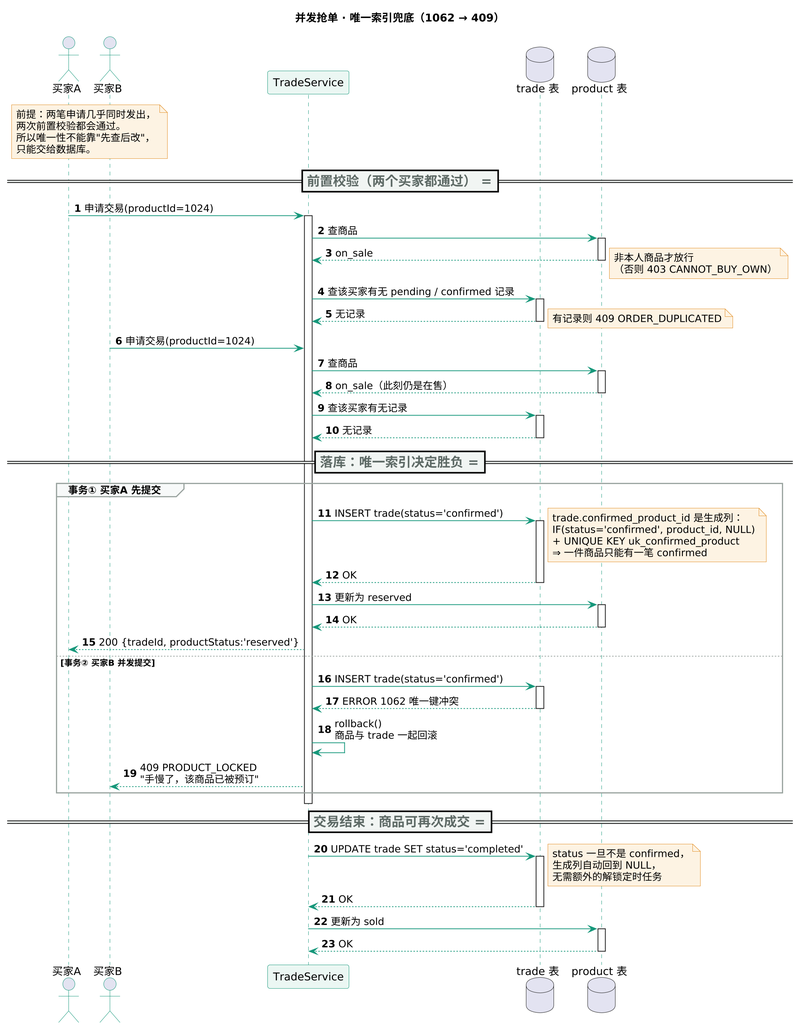 并发抢单 · 唯一索引兜底（1062 → 409）
买家A
买家B
TradeService
trade 表
product 表
前提：两笔申请几乎同时发出，
两次前置校验都会通过。
所以唯一性不能靠"先查后改"，
只能交给数据库。
前置校验（两个买家都通过） =
1 申请交易(productId=1024)
2 查商品
3 on_sale
非本人商品才放行
（否则 403 CANNOT_BUY_OWN）
4 查该买家有无 pending / confirmed 记录
5 无记录
有记录则 409 ORDER_DUPLICATED
6 申请交易(productId=1024)
7 查商品
8 on_sale（此刻仍是在售）
9 查该买家有无记录
10 无记录
落库：唯一索引决定胜负 =
事务① 买家A 先提交
11 INSERT trade(status='confirmed')
trade.confirmed_product_id 是生成列：
IF(status='confirmed', product_id, NULL)
+ UNIQUE KEY uk_confirmed_product
⇒ 一件商品只能有一笔 confirmed
12 OK
13 更新为 reserved
14 OK
15 200 {tradeId, productStatus:'reserved'}
[事务② 买家B 并发提交]
16 INSERT trade(status='confirmed')
17 ERROR 1062 唯一键冲突
18 rollback()
商品与 trade 一起回滚
19 409 PRODUCT_LOCKED
"手慢了，该商品已被预订"
交易结束：商品可再次成交 =
20 UPDATE trade SET status='completed'
status 一旦不是 confirmed，
生成列自动回到 NULL，
无需额外的解锁定时任务
21 OK
22 更新为 sold
23 OK
买家A
买家B
TradeService
trade 表
product 表